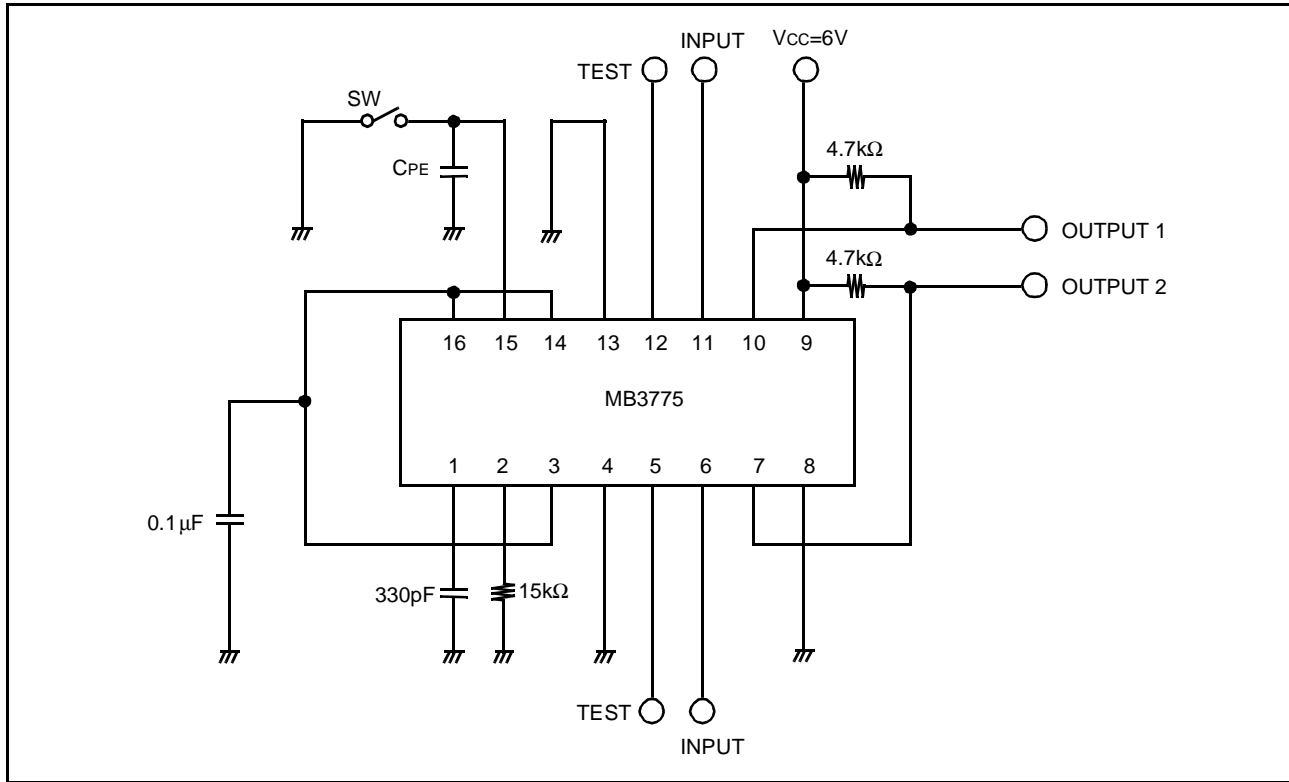 INPUT
VCC=6V
TEST
SW
4.7kΩ
CPE
OUTPUT 1
4.7kΩ
OUTPUT 2
16 15 14 13 12 11 10 9
MB3775
1 2 3 4 5 6 7 8
0.1µF
330pF
15kΩ
TEST
INPUT